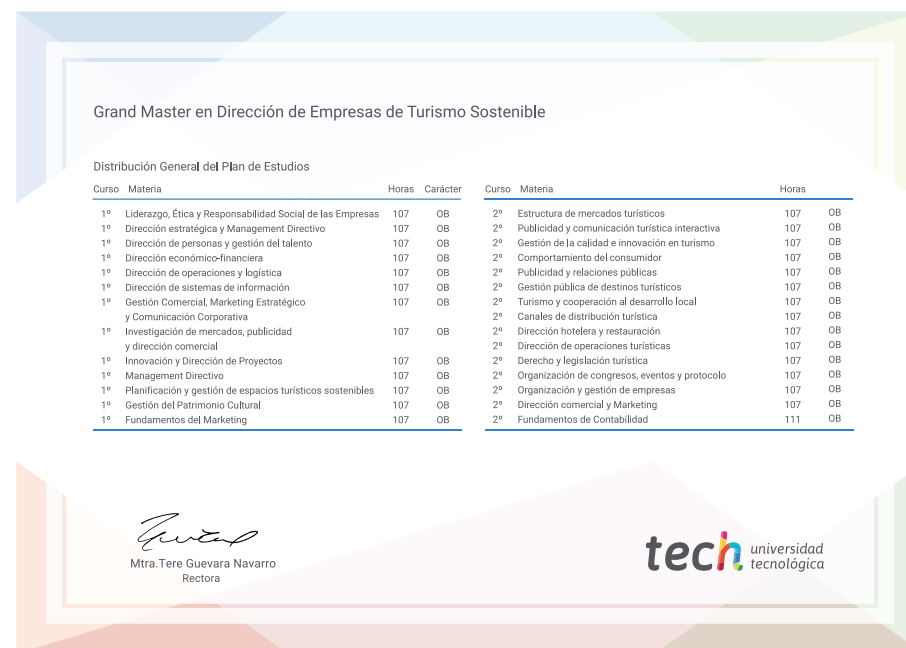 Grand Master en Dirección de Empresas de Turismo Sostenible
Distribución General del Plan de Estudios
Curso Materia Horas Carácter
1º Liderazgo, Ética y Responsabilidad Social de las Empresas 107 OB
1º Dirección estratégica y Management Directivo 107 OB
1º Dirección de personas y gestión del talento 107 OB
1º Dirección económico-financiera 107 OB
1º Dirección de operaciones y logística 107 OB
1º Dirección de sistemas de información 107 OB
1º Gestión Comercial, Marketing Estratégico 107 OB
y Comunicación Corporativa
1º Investigación de mercados, publicidad 107 OB
y dirección comercial
1º Innovación y Dirección de Proyectos 107 OB
1º Management Directivo 107 OB
1º Planificación y gestión de espacios turísticos sostenibles 107 OB
1º Gestión del Patrimonio Cultural 107 OB
1º Fundamentos del Marketing 107 OB
Curso Materia Horas
2º Estructura de mercados turísticos 107 OB
2º Publicidad y comunicación turística interactiva 107 OB
2º Gestión de la calidad e innovación en turismo 107 OB
2º Comportamiento del consumidor 107 OB
2º Publicidad y relaciones públicas 107 OB
2º Gestión pública de destinos turísticos 107 OB
2º Turismo y cooperación al desarrollo local 107 OB
2º Canales de distribución turística 107 OB
2º Dirección hotelera y restauración 107 OB
2º Dirección de operaciones turísticas 107 OB
2º Derecho y legislación turística 107 OB
2º Organización de congresos, eventos y protocolo 107 OB
2º Organización y gestión de empresas 107 OB
2º Dirección comercial y Marketing 107 OB
2º Fundamentos de Contabilidad 111 OB
Mtra.Tere Guevara Navarro
Rectora
tech universidad
tecnológica